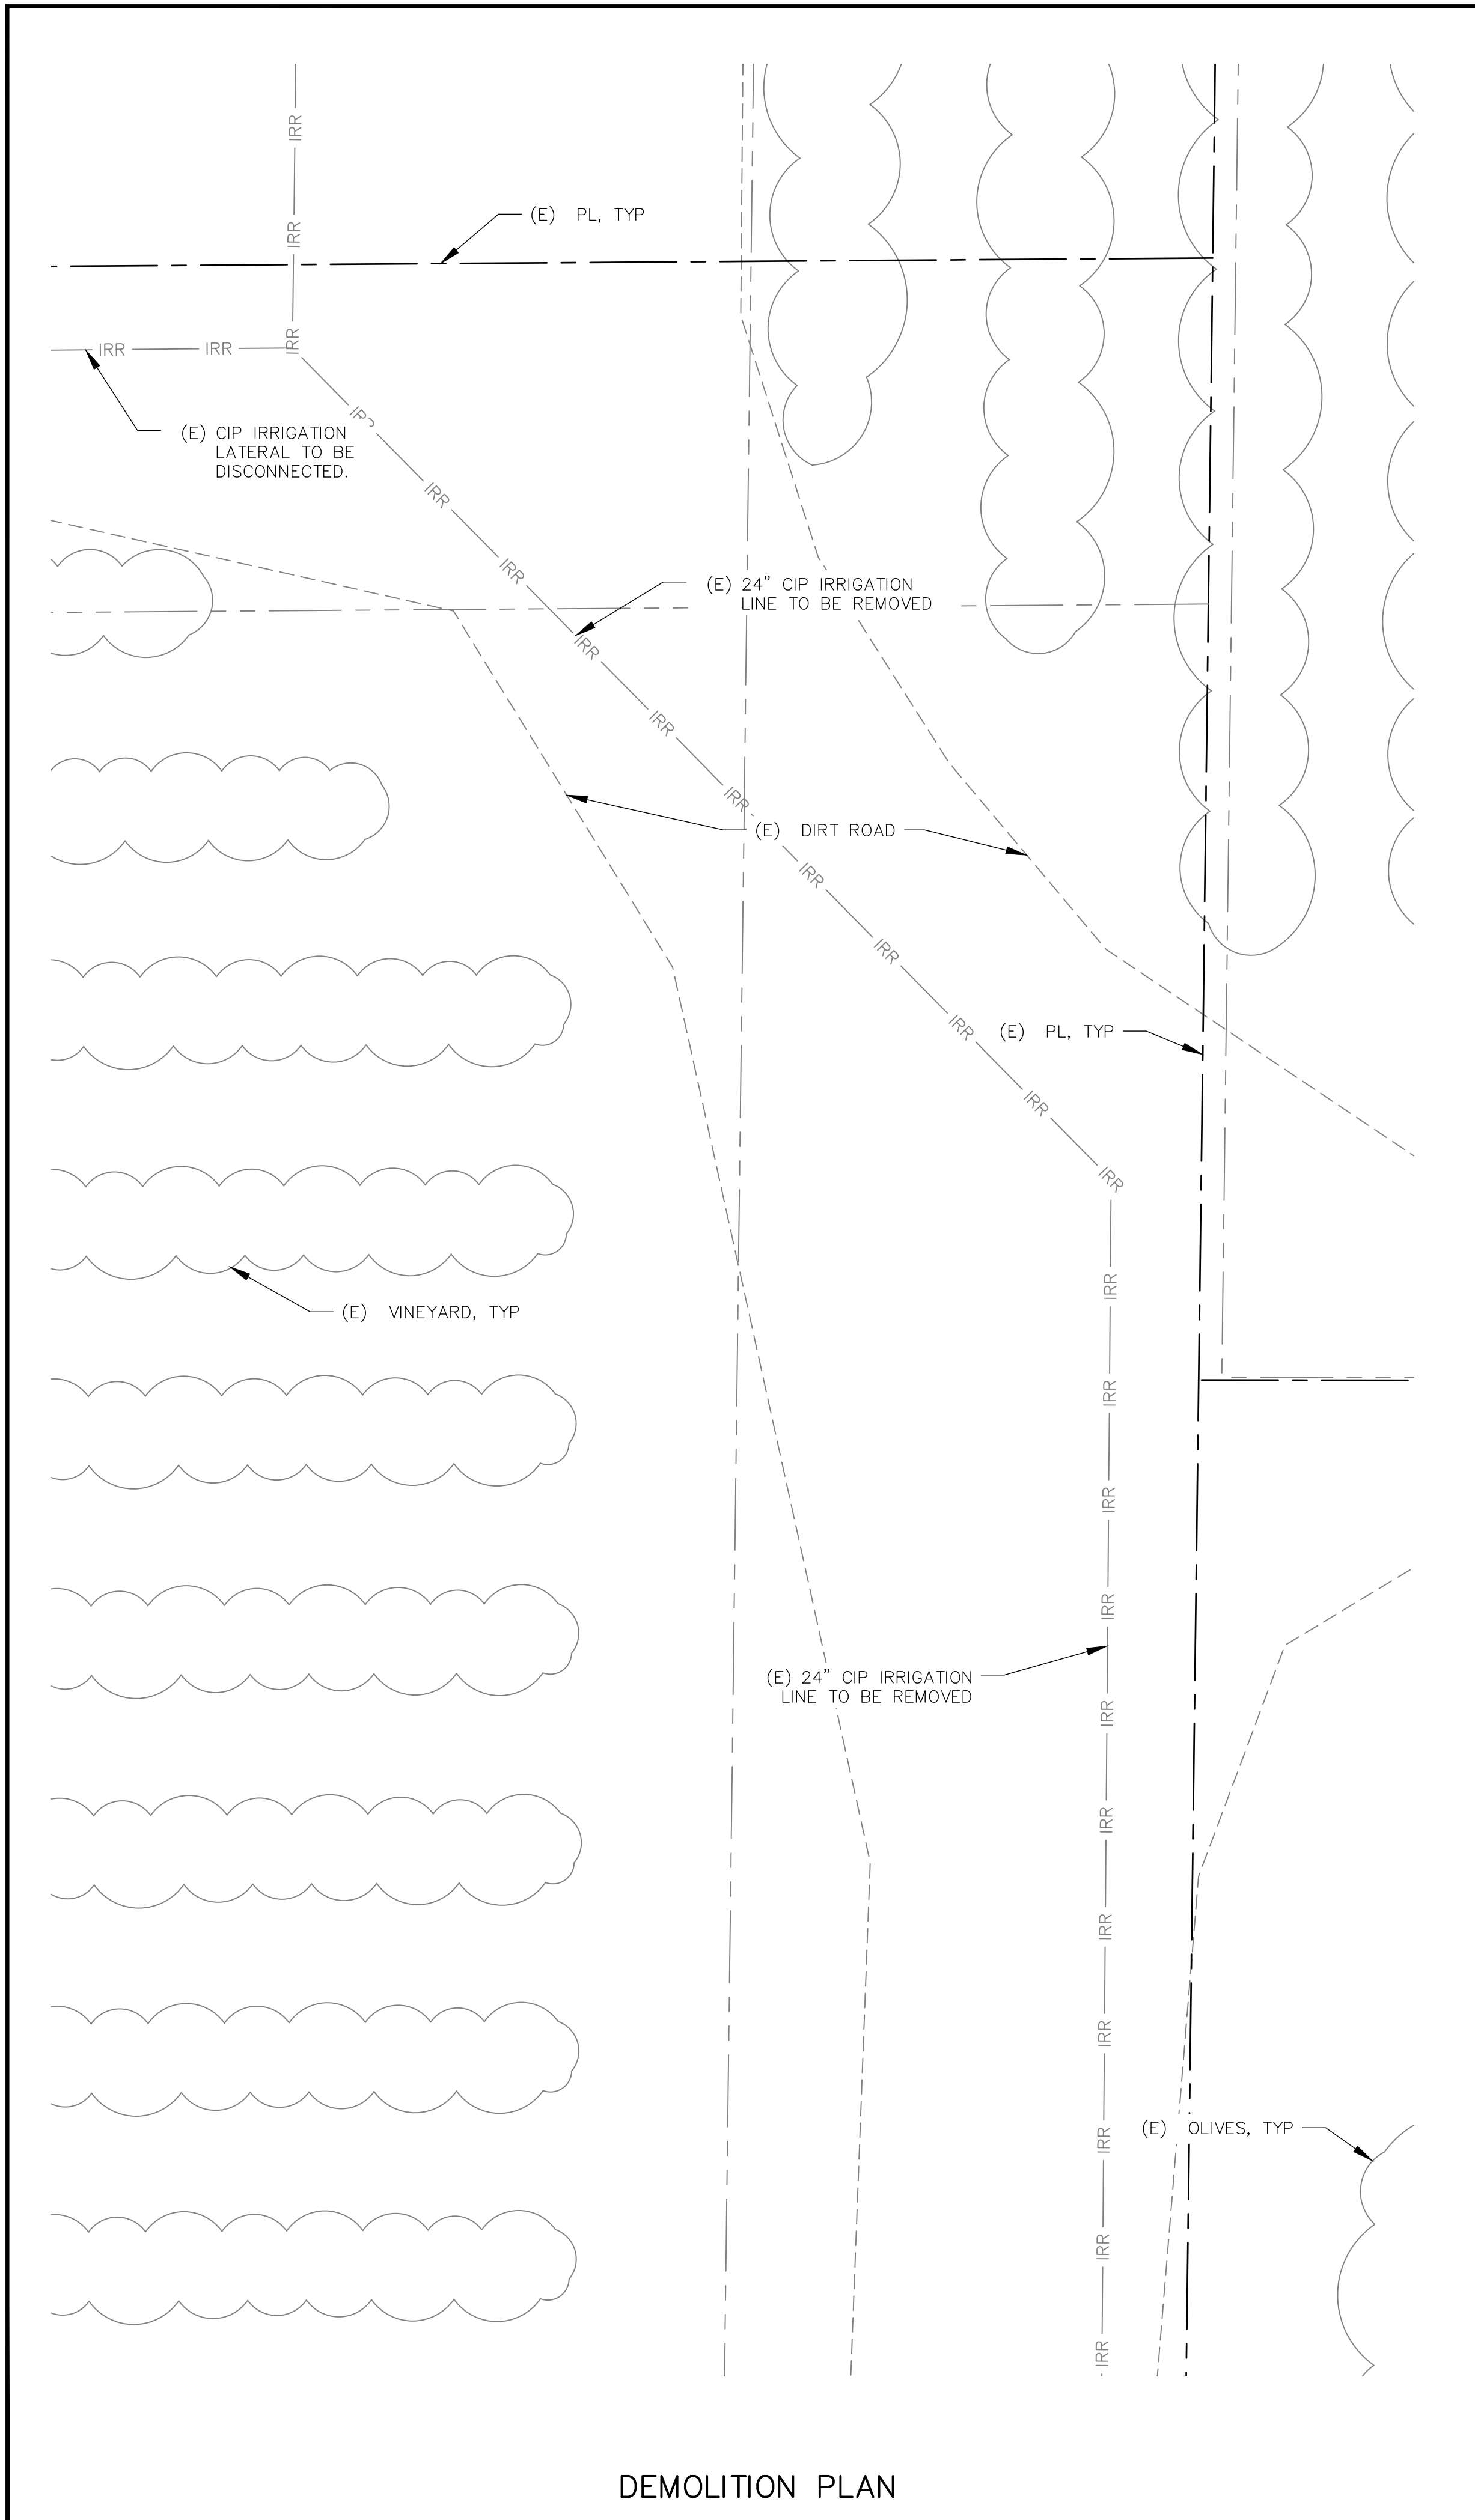 IRR
IRR
(E) PL, TYP
IRR
IRR
IRR
IRR
(E) CIP IRRIGATION
LATERAL TO BE
DISCONNECTED.
IRR
IRR
(E) 24” CIP IRRIGATION
LINE TO BE REMOVED
IRR
IRR
IRR
(E) DIRT ROAD
IRR
IRR
IRR
(E) PL, TYP
IRR
IRR
IRR
(E) VINEYARD, TYP
IRR
IRR
IRR
(E) 24” CIP IRRIGATION
LINE TO BE REMOVED
IRR
IRR
IRR
IRR
(E) OLIVES, TYP
IRR
IRR
IRR
DEMOLITION PLAN